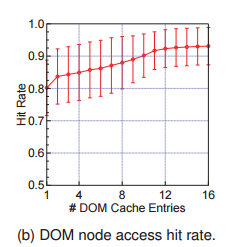 1.0
0.9
0.8
0.7
0.6
0.5
Hit Rate
1 4 8 12 16
# DOM Cache Entries
(b) DOM node access hit rate.